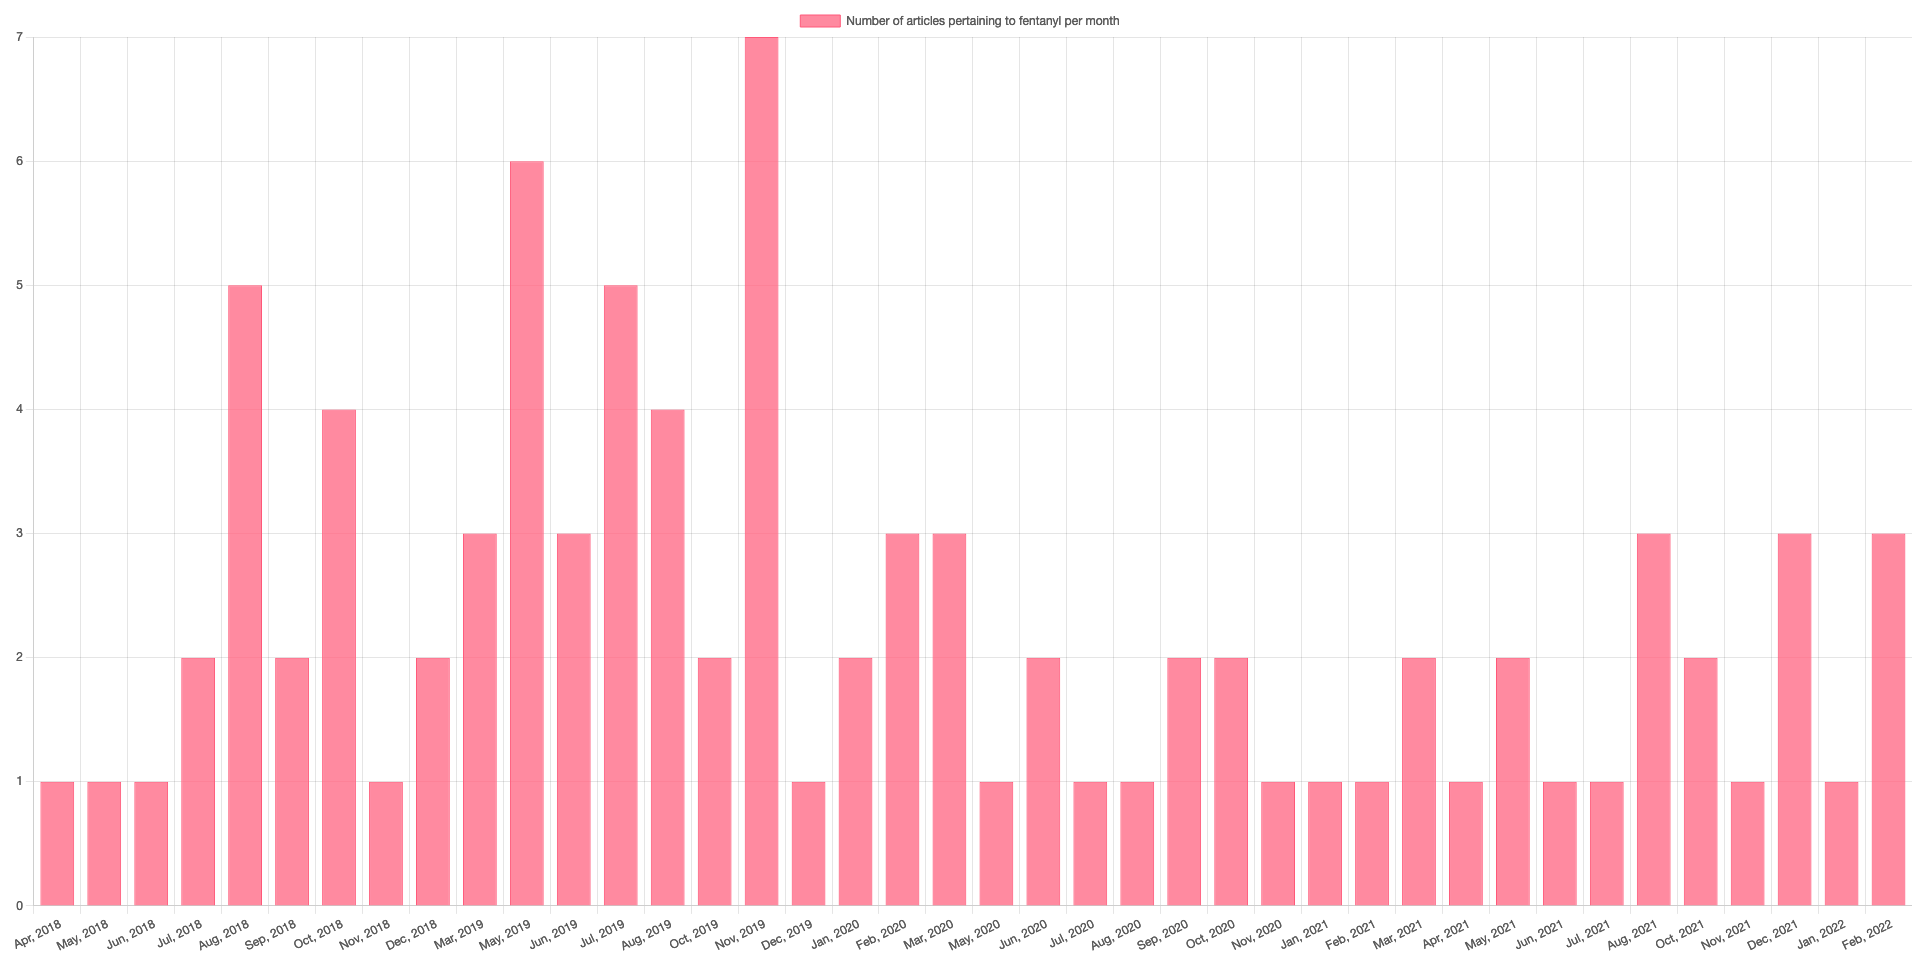 Number of articles pertaining to fentanyl per month
7
6
5
4
3
2
1
0
Apr, 2018
May, 2018
Jun, 2018
Jul, 2018
Aug, 2018
Sep, 2018
Oct, 2018
Nov, 2018
Dec, 2018
Mar, 2019
May, 2019
Jun, 2019
Jul, 2019
Aug, 2019
Oct, 2019
Nov, 2019
Dec, 2019
Jan, 2020
Feb, 2020
Mar, 2020
May, 2020
Jun, 2020
Jul, 2020
Aug, 2020
Sep, 2020
Oct, 2020
Nov, 2020
Jan, 2021
Feb, 2021
Mar, 2021
Apr, 2021
May, 2021
Jun, 2021
Jul, 2021
Aug, 2021
Oct, 2021
Nov, 2021
Dec, 2021
Jan, 2022
Feb, 2022